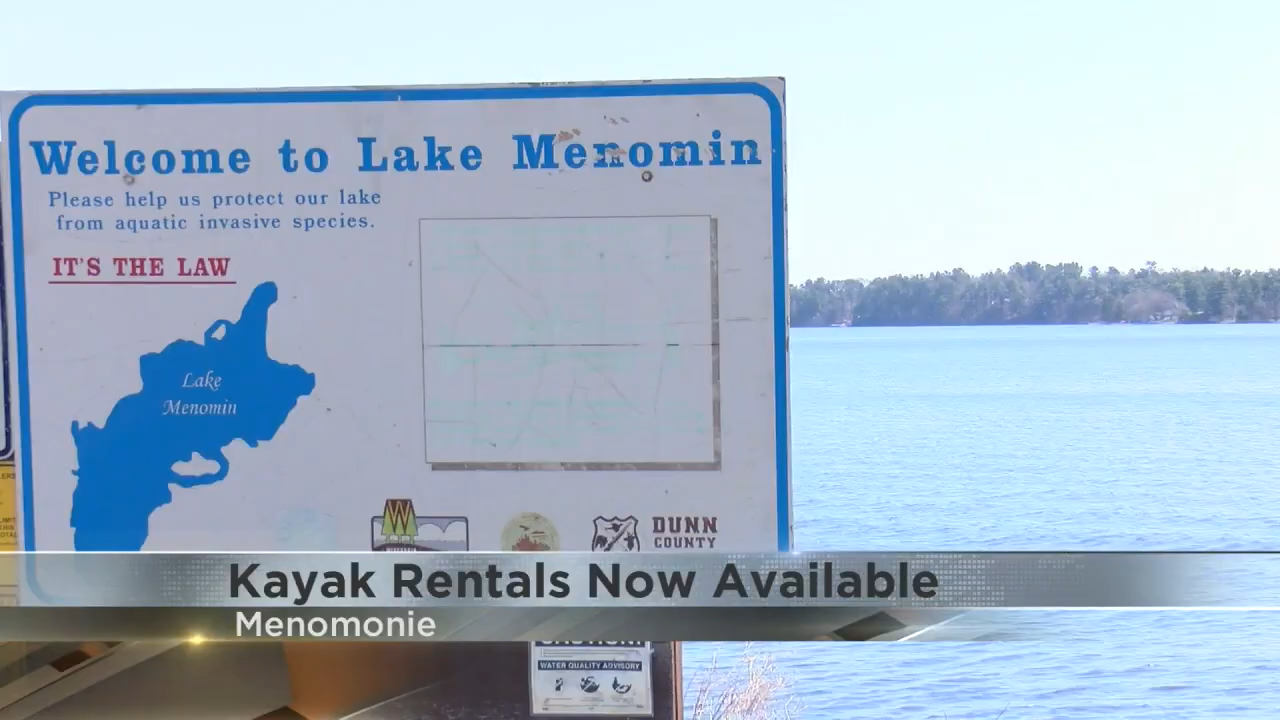 Welcome to Lake Menomin
Please help us protect our lake
from aquatic invasive species.
IT'S THE LAW
Lake
Menomin
W
DUNN
COUNTY
Kayak Rentals Now Available
Menomonie
WATER QUALITY ADVISORY